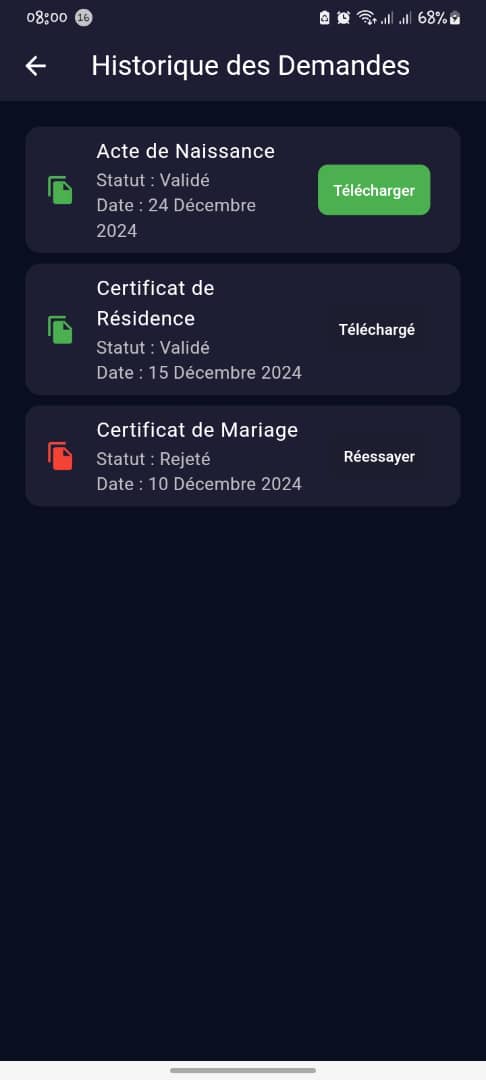 08:00 16 68%
Historique des Demandes
Acte de Naissance
Statut : Validé
Date : 24 Décembre
2024
Télécharger
Certificat de
Résidence
Statut : Validé
Date : 15 Décembre 2024
Téléchargé
Certificat de Mariage
Statut : Rejeté
Date : 10 Décembre 2024
Réessayer